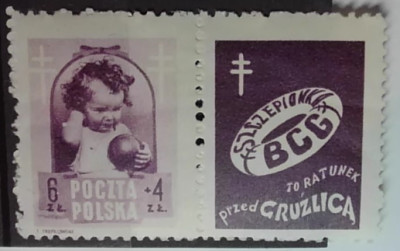 6 ZŁ. POCZTA POLSKA +4 ZŁ.
SZCZEPIONKA
BCG
TO RATUNEK
przed GRUŹLICĄ